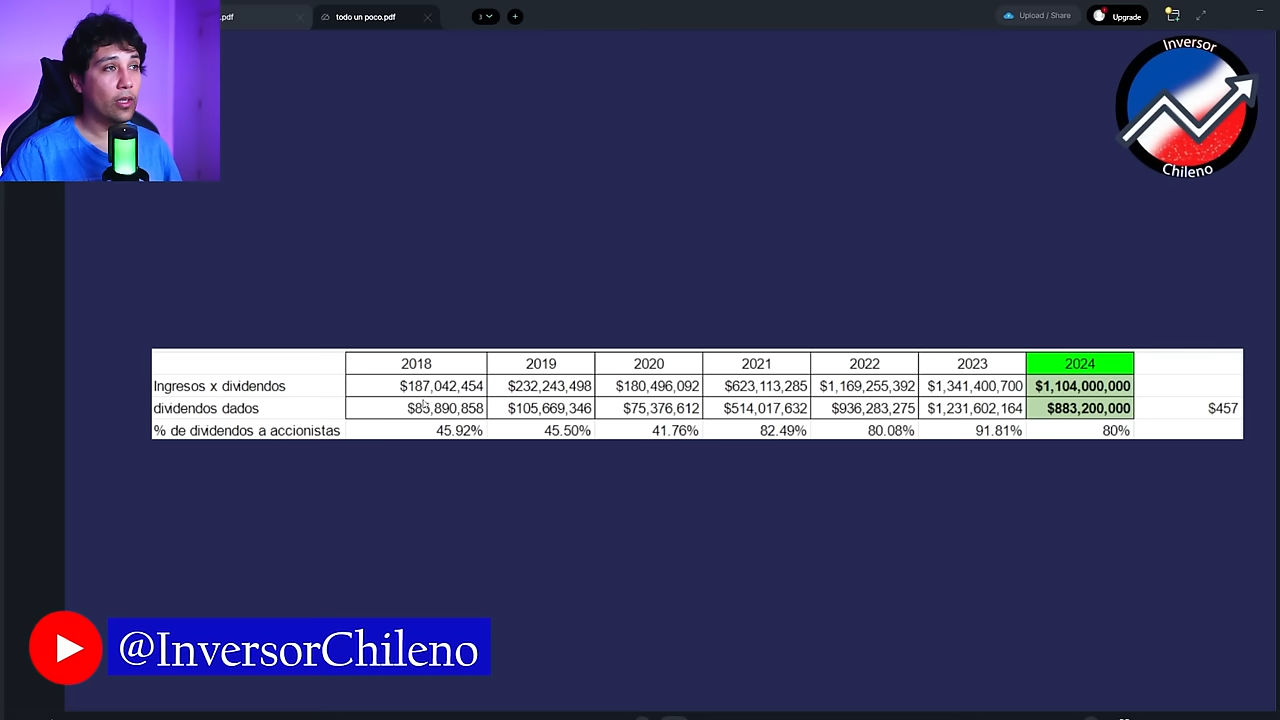 .pdf
todo un poco.pdf
3
Upload / Share
Upgrade
Inversor
Chileno
2018 2019 2020 2021 2022 2023 2024
Ingresos x dividendos $187,042,454 $232,243,498 $180,496,092 $623,113,285 $1,169,255,392 $1,341,400,700 $1,104,000,000
dividendos dados $85,890,858 $105,669,346 $75,376,612 $514,017,632 $936,283,275 $1,231,602,164 $883,200,000 $457
% de dividendos a accionistas 45.92% 45.50% 41.76% 82.49% 80.08% 91.81% 80%
@InversorChileno